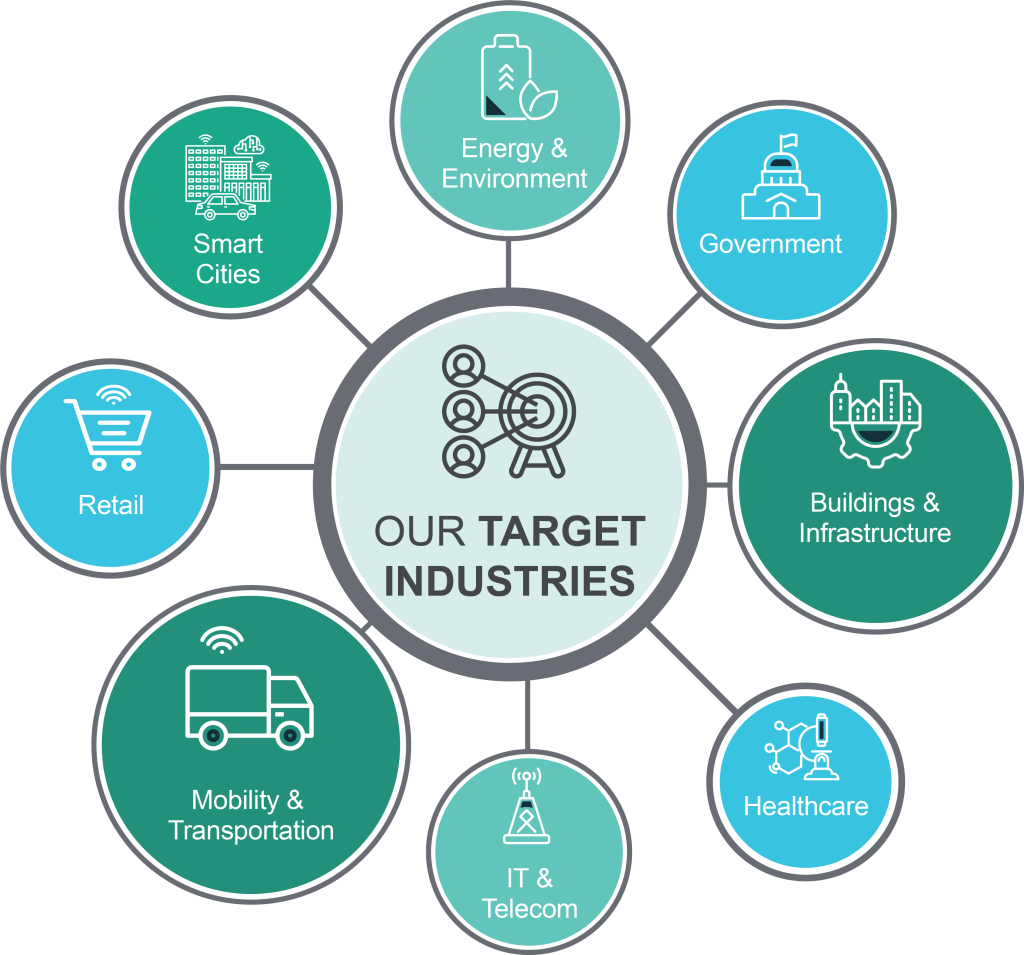 Energy &
Environment
Smart
Cities
Government
Retail
Buildings &
Infrastructure
OUR TARGET
INDUSTRIES
Mobility &
Transportation
Healthcare
IT &
Telecom